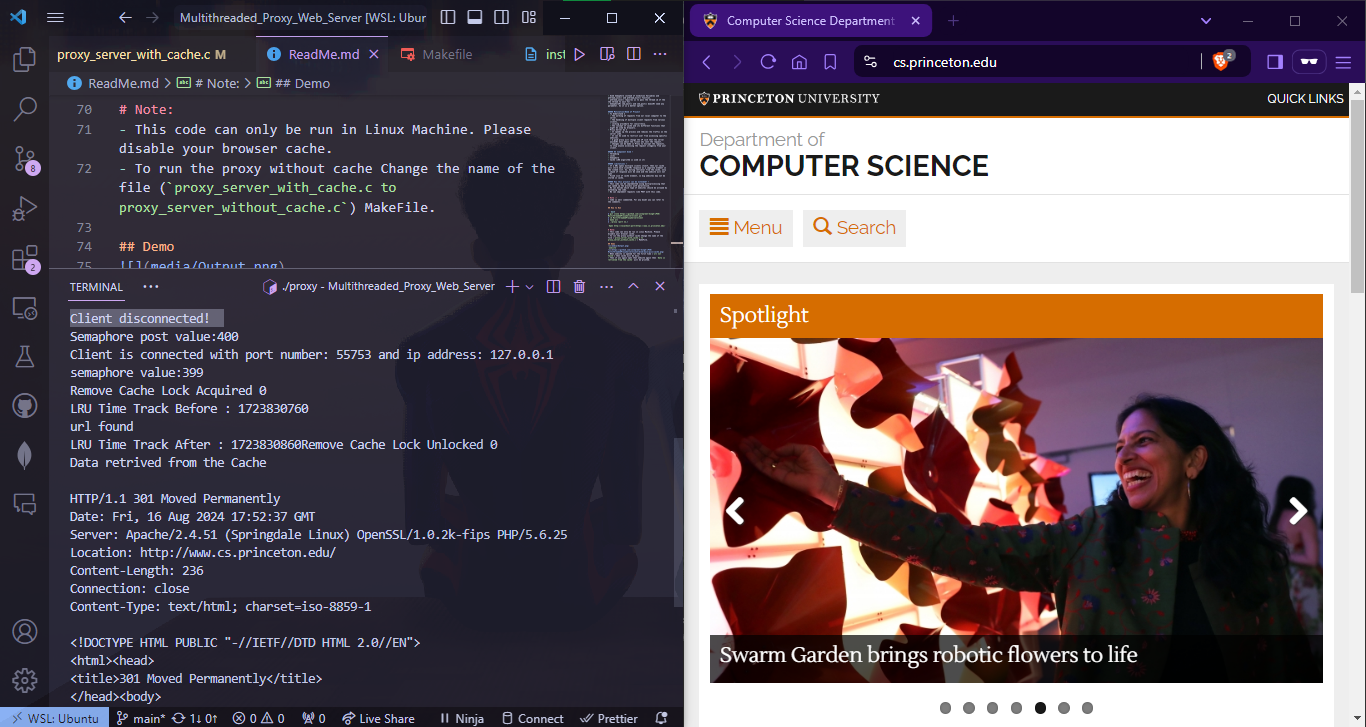 Multithreaded_Proxy_Web_Server [WSL: Ubur
proxy_server_with_cache.c M
ReadMe.md
Makefile
inst
ReadMe.md > # Note: > ## Demo
70 # Note:
71 - This code can only be run in Linux Machine. Please
disable your browser cache.
72 - To run the proxy without cache Change the name of the
file (`proxy_server_with_cache.c to
proxy_server_without_cache.c`) MakeFile.
73
74 ## Demo
75 ![](media/Output.png)
8
2
TERMINAL
./proxy - Multithreaded_Proxy_Web_Server
Client disconnected!
Semaphore post value:400
Client is connected with port number: 55753 and ip address: 127.0.0.1
semaphore value:399
Remove Cache Lock Acquired 0
LRU Time Track Before : 1723830760
url found
LRU Time Track After : 1723830860Remove Cache Lock Unlocked 0
Data retrived from the Cache
HTTP/1.1 301 Moved Permanently
Date: Fri, 16 Aug 2024 17:52:37 GMT
Server: Apache/2.4.51 (Springdale Linux) OpenSSL/1.0.2k-fips PHP/5.6.25
Location: http://www.cs.princeton.edu/
Content-Length: 236
Connection: close
Content-Type: text/html; charset=iso-8859-1
<!DOCTYPE HTML PUBLIC "-//IETF//DTD HTML 2.0//EN">
<html><head>
<title>301 Moved Permanently</title>
</head><body>
WSL: Ubuntu
main*
1↓ 0↑
0
0
0
Live Share
Ninja
Connect
Prettier
Computer Science Department
cs.princeton.edu
2
PRINCETON UNIVERSITY
QUICK LINKS
Department of
COMPUTER SCIENCE
Menu
Search
Spotlight
Swarm Garden brings robotic flowers to life